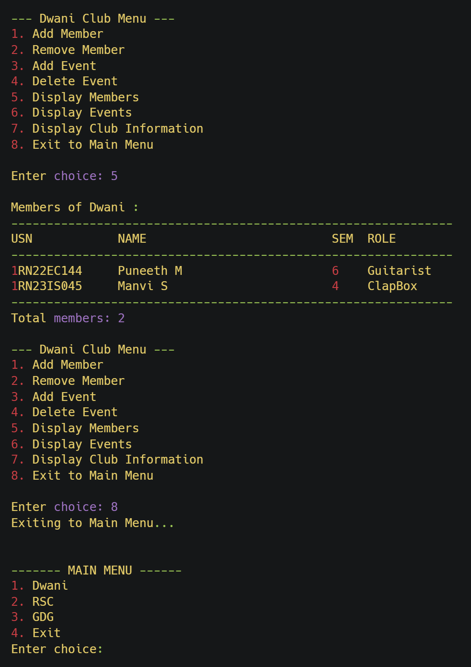 --- Dwani Club Menu ---
1. Add Member
2. Remove Member
3. Add Event
4. Delete Event
5. Display Members
6. Display Events
7. Display Club Information
8. Exit to Main Menu
Enter choice: 5
Members of Dwani :
--------------------------------------------------------------
USN            NAME                          SEM  ROLE
--------------------------------------------------------------
1RN22EC144     Puneeth M                     6    Guitarist
1RN23IS045     Manvi S                       4    ClapBox
--------------------------------------------------------------
Total members: 2
--- Dwani Club Menu ---
1. Add Member
2. Remove Member
3. Add Event
4. Delete Event
5. Display Members
6. Display Events
7. Display Club Information
8. Exit to Main Menu
Enter choice: 8
Exiting to Main Menu...
------- MAIN MENU ------
1. Dwani
2. RSC
3. GDG
4. Exit
Enter choice: